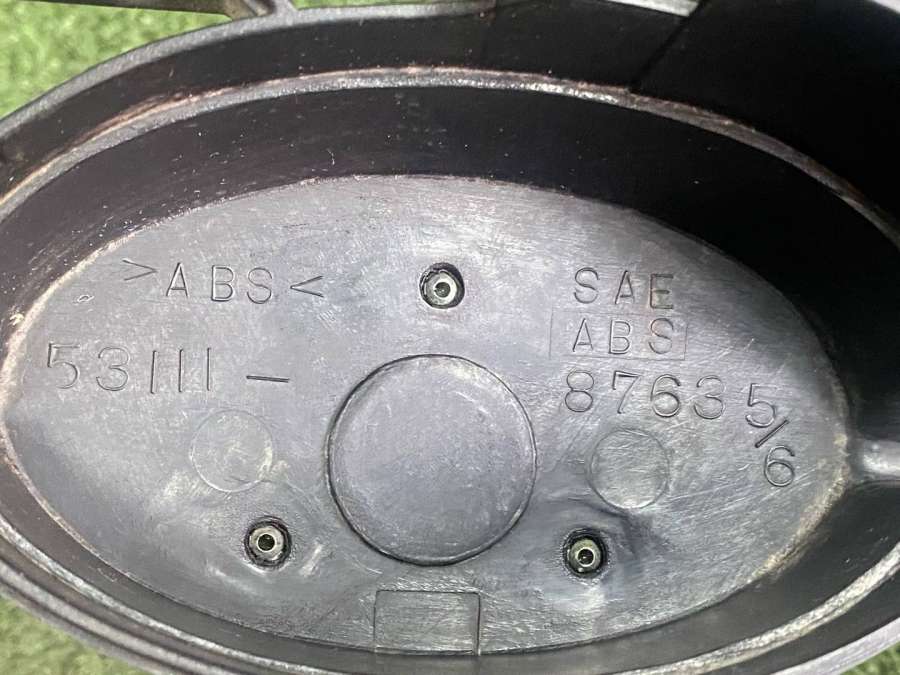 >ABS<
53111-
SAE
ABS
87635/6